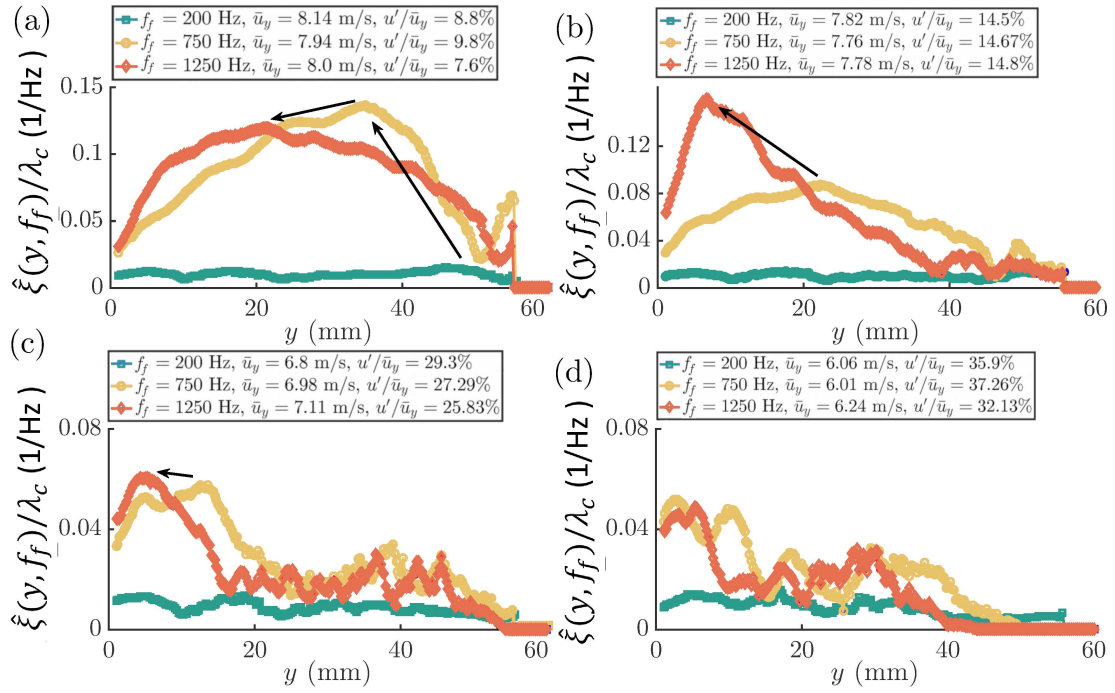 (a)
f_f = 200 Hz, ū_y = 8.14 m/s, u′/ū_y = 8.8%
f_f = 750 Hz, ū_y = 7.94 m/s, u′/ū_y = 9.8%
f_f = 1250 Hz, ū_y = 8.0 m/s, u′/ū_y = 7.6%
ξ̂(y, f_f)/λ_c (1/Hz )
0.15
0.1
0.05
0
0
20
40
60
y (mm)
(b)
f_f = 200 Hz, ū_y = 7.82 m/s, u′/ū_y = 14.5%
f_f = 750 Hz, ū_y = 7.76 m/s, u′/ū_y = 14.67%
f_f = 1250 Hz, ū_y = 7.78 m/s, u′/ū_y = 14.8%
ξ̂(y, f_f)/λ_c (1/Hz )
0.12
0.08
0.04
0
0
20
40
60
y (mm)
(c)
f_f = 200 Hz, ū_y = 6.8 m/s, u′/ū_y = 29.3%
f_f = 750 Hz, ū_y = 6.98 m/s, u′/ū_y = 27.29%
f_f = 1250 Hz, ū_y = 7.11 m/s, u′/ū_y = 25.83%
ξ̂(y, f_f)/λ_c (1/Hz )
0.08
0.04
0
0
20
40
60
y (mm)
(d)
f_f = 200 Hz, ū_y = 6.06 m/s, u′/ū_y = 35.9%
f_f = 750 Hz, ū_y = 6.01 m/s, u′/ū_y = 37.26%
f_f = 1250 Hz, ū_y = 6.24 m/s, u′/ū_y = 32.13%
ξ̂(y, f_f)/λ_c (1/Hz )
0.08
0.04
0
0
20
40
60
y (mm)